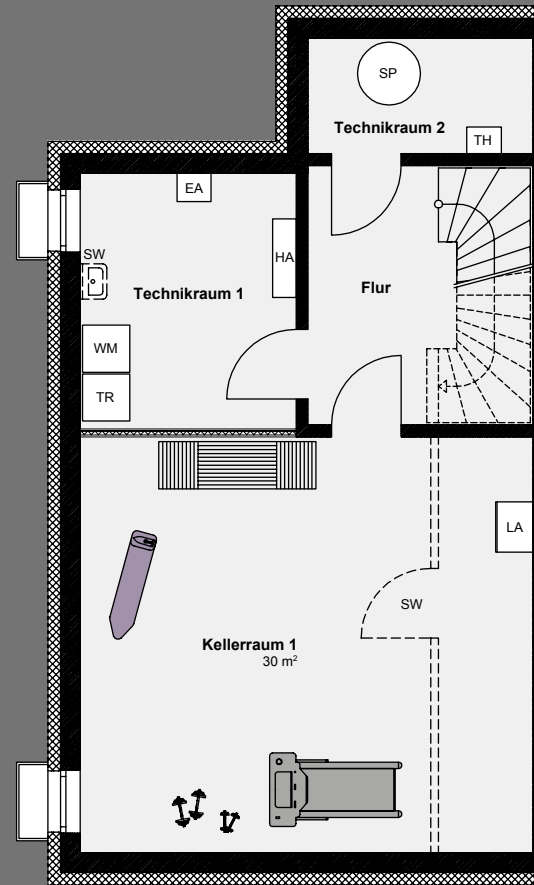 SP
Technikraum 2
TH
EA
SW
HA
Technikraum 1
Flur
WM
TR
LA
SW
Kellerraum 1
30 m²